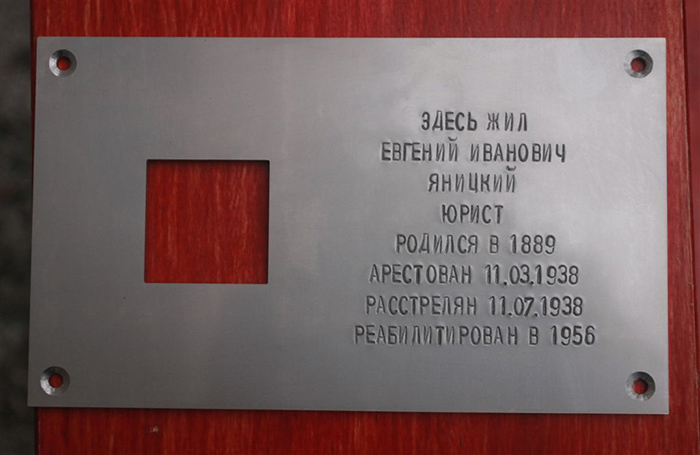 ЗДЕСЬ ЖИЛ
ЕВГЕНИЙ ИВАНОВИЧ
ЯНИЦКИЙ
ЮРИСТ
РОДИЛСЯ В 1889
АРЕСТОВАН 11.03.1938
РАССТРЕЛЯН 11.07.1938
РЕАБИЛИТИРОВАН В 1956